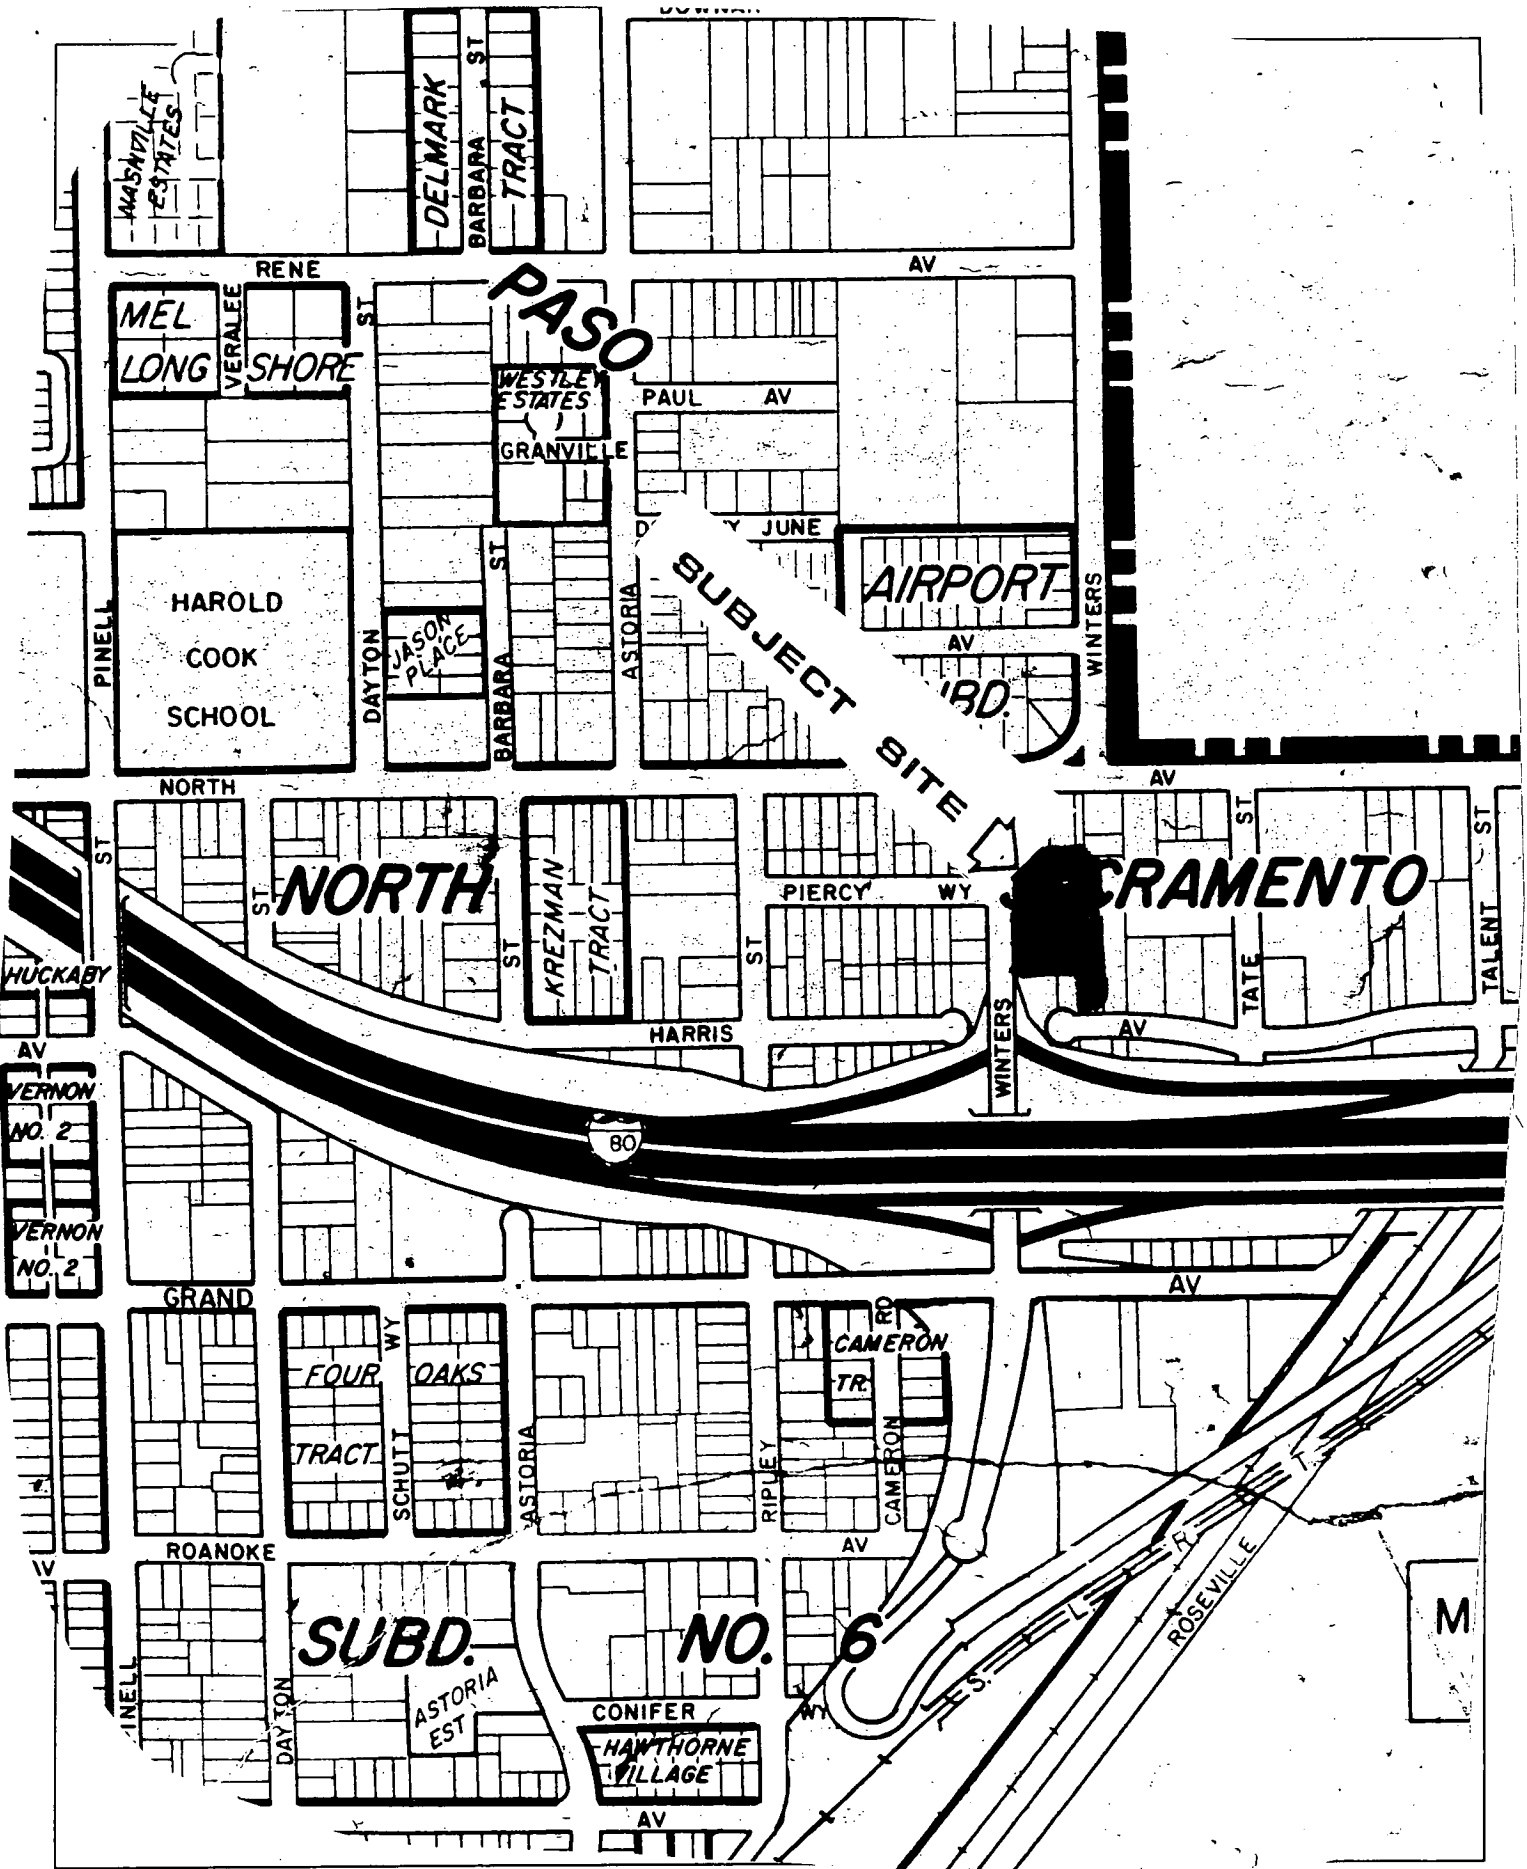 NASHVILLE
ESTATES
DELMARK
BARBARA ST
TRACT
RENE
AV
MEL
LONG
VERALEE
SHORE
ST
PASO
WESTLEY
ESTATES
GRANVILLE
PAUL AV
JUNE
AIRPORT
AV
WINTERS
HAROLD
COOK
SCHOOL
PINELL
DAYTON
JASON
PLACE
ST
BARBARA
ASTORIA
SUBJECT SITE
NORTH
AV
ST
ST
ST
NORTH
ST
ST
KREZMAN
TRACT
ST
PIERCY WY
CRAMENTO
TATE
TALENT
HUCKABY
AV
HARRIS
WINTERS
AV
VERNON
NO. 2
80
VERNON
NO. 2
GRAND
AV
FOUR OAKS
TRACT
WY
SCHUTT
ASTORIA
RIPLEY
RD
CAMERON
TR.
CAMERON
ROANOKE
AV
SUBD. NO. 6
ASTORIA
EST
INELL
DAYTON
CONIFER
WY
HAWTHORNE
VILLAGE
AV
S. L. R. R. T.
ROSEVILLE
M